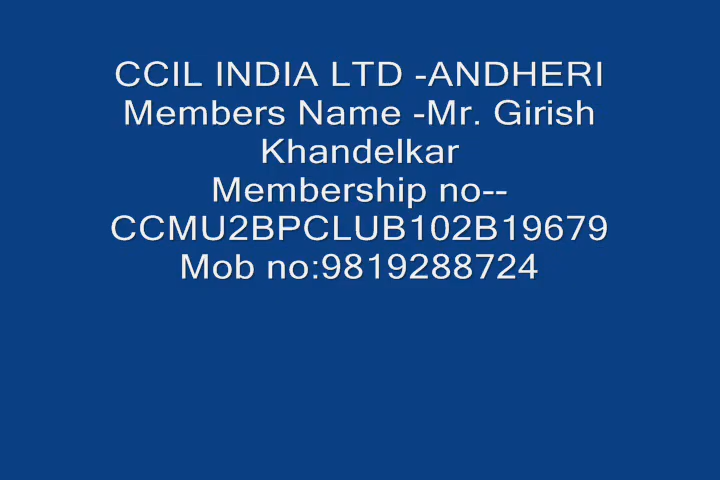 CCIL INDIA LTD -ANDHERI
Members Name -Mr. Girish
Khandelkar
Membership no--
CCMU2BPCLUB102B19679
Mob no:9819288724